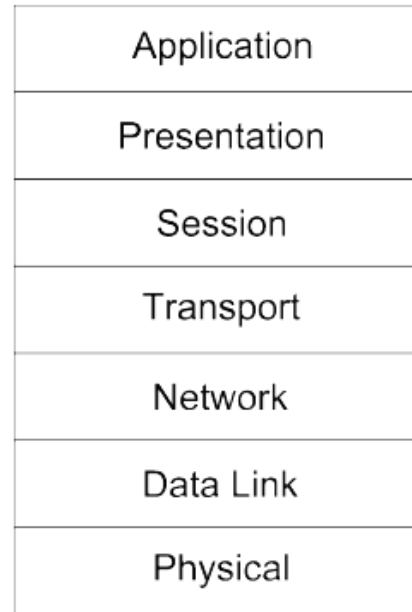 Application
Presentation
Session
Transport
Network
Data Link
Physical